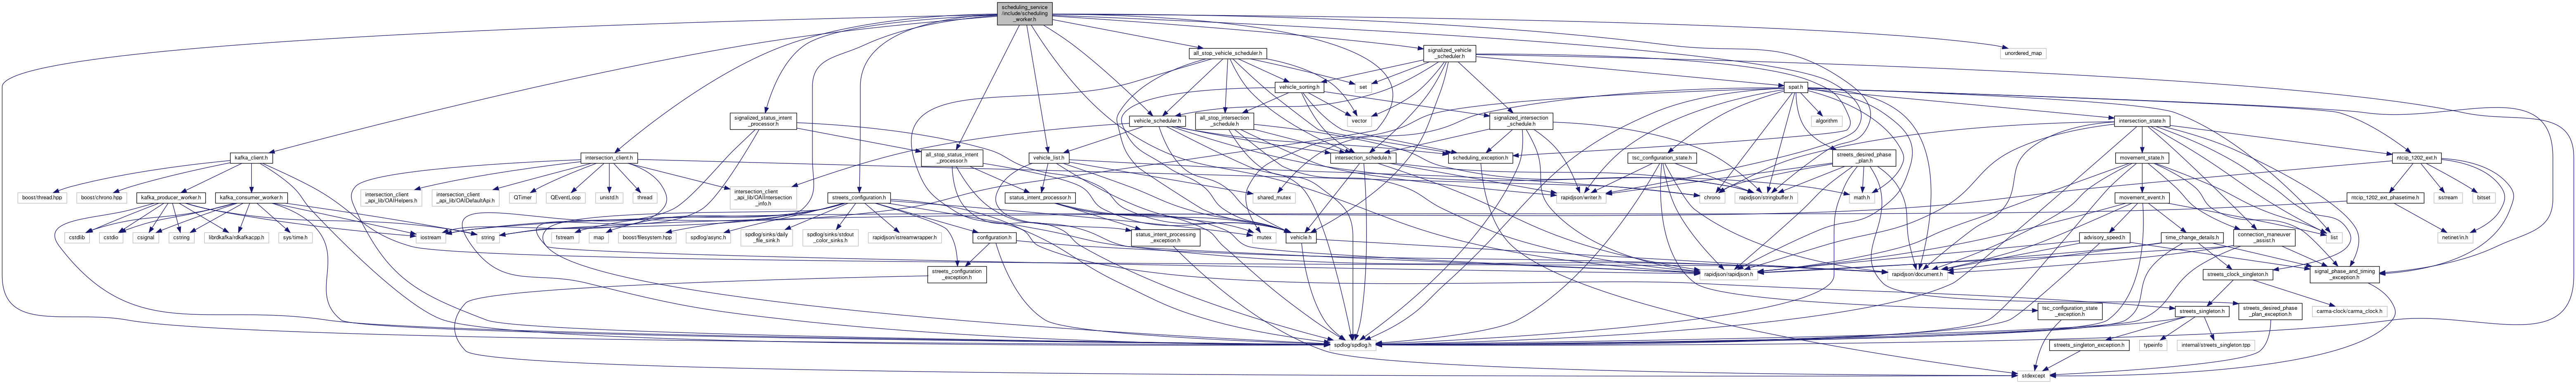 scheduling_service
/include/scheduling
_worker.h
all_stop_vehicle_scheduler.h
signalized_vehicle
_scheduler.h
unordered_map
vehicle_sorting.h
set
spat.h
signalized_status_intent
_processor.h
vehicle_scheduler.h
all_stop_intersection
_schedule.h
vector
signalized_intersection
_schedule.h
algorithm
intersection_state.h
kafka_client.h
intersection_client.h
all_stop_status_intent
_processor.h
vehicle_list.h
intersection_schedule.h
scheduling_exception.h
tsc_configuration_state.h
streets_desired_phase
_plan.h
movement_state.h
ntcip_1202_ext.h
boost/thread.hpp
boost/chrono.hpp
kafka_producer_worker.h
kafka_consumer_worker.h
intersection_client
_api_lib/OAIHelpers.h
intersection_client
_api_lib/OAIDefaultApi.h
QTimer
QEventLoop
unistd.h
thread
intersection_client
_api_lib/OAIIntersection
_info.h
streets_configuration.h
status_intent_processor.h
shared_mutex
rapidjson/writer.h
chrono
rapidjson/stringbuffer.h
math.h
movement_event.h
ntcip_1202_ext_phasetime.h
sstream
bitset
cstdlib
cstdio
csignal
cstring
librdkafka/rdkafkacpp.h
sys/time.h
iostream
string
fstream
map
boost/filesystem.hpp
spdlog/async.h
spdlog/sinks/daily
_file_sink.h
spdlog/sinks/stdout
_color_sinks.h
rapidjson/istreamwrapper.h
configuration.h
status_intent_processing
_exception.h
mutex
vehicle.h
advisory_speed.h
time_change_details.h
connection_maneuver
_assist.h
list
netinet/in.h
streets_configuration
_exception.h
rapidjson/rapidjson.h
rapidjson/document.h
streets_clock_singleton.h
signal_phase_and_timing
_exception.h
tsc_configuration_state
_exception.h
streets_singleton.h
streets_desired_phase
_plan_exception.h
carma-clock/carma_clock.h
spdlog/spdlog.h
streets_singleton_exception.h
typeinfo
internal/streets_singleton.tpp
stdexcept